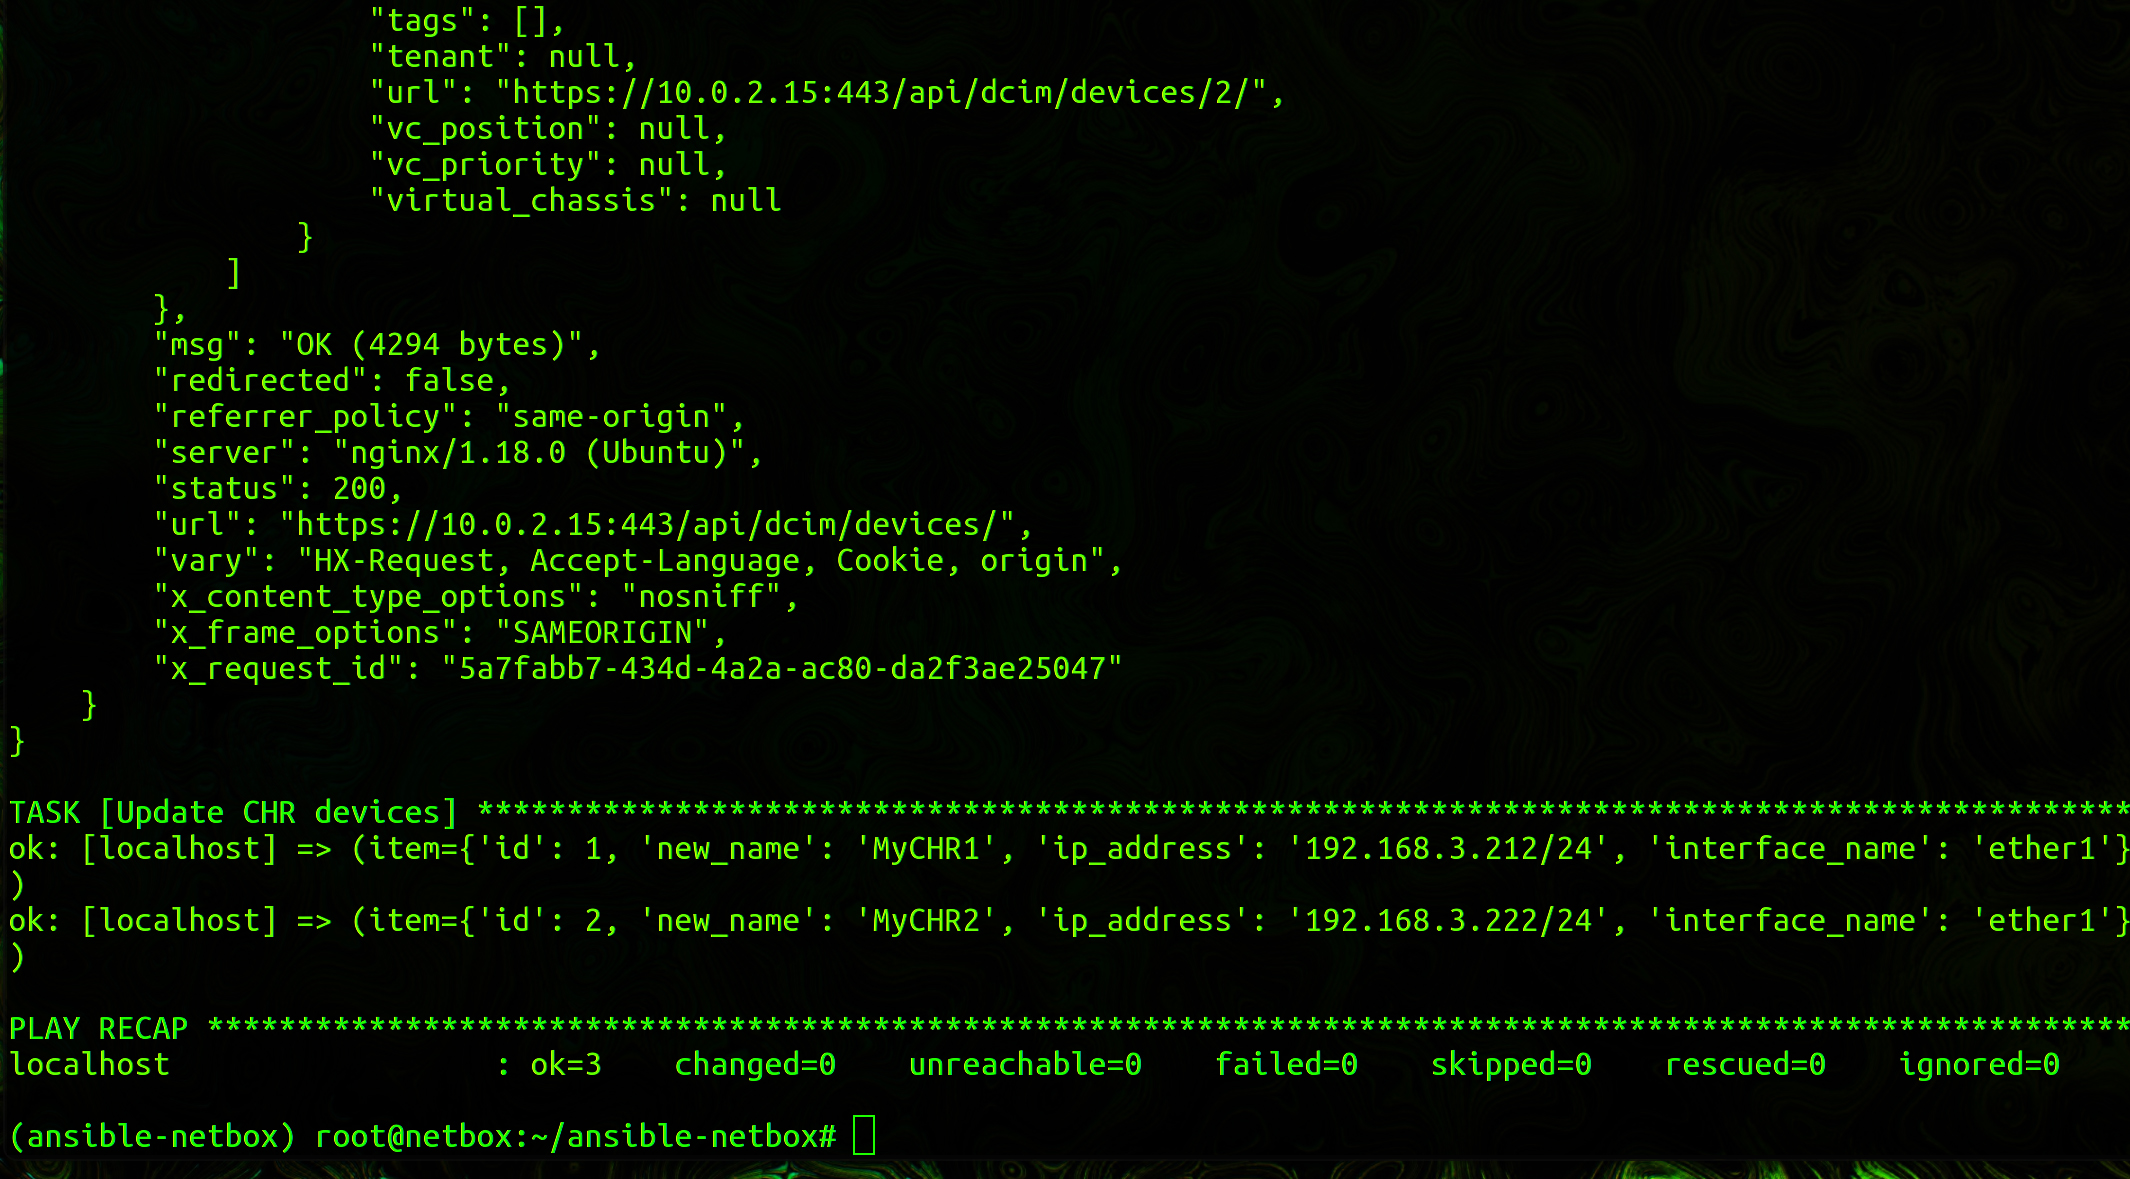 "tags": [],
"tenant": null,
"url": "https://10.0.2.15:443/api/dcim/devices/2/",
"vc_position": null,
"vc_priority": null,
"virtual_chassis": null
}
]
},
"msg": "OK (4294 bytes)",
"redirected": false,
"referrer_policy": "same-origin",
"server": "nginx/1.18.0 (Ubuntu)",
"status": 200,
"url": "https://10.0.2.15:443/api/dcim/devices/",
"vary": "HX-Request, Accept-Language, Cookie, origin",
"x_content_type_options": "nosniff",
"x_frame_options": "SAMEORIGIN",
"x_request_id": "5a7fabb7-434d-4a2a-ac80-da2f3ae25047"
}
}
TASK [Update CHR devices] ********************************************************************************************
ok: [localhost] => (item={'id': 1, 'new_name': 'MyCHR1', 'ip_address': '192.168.3.212/24', 'interface_name': 'ether1'}
)
ok: [localhost] => (item={'id': 2, 'new_name': 'MyCHR2', 'ip_address': '192.168.3.222/24', 'interface_name': 'ether1'}
)
PLAY RECAP ***********************************************************************************************************
localhost                  : ok=3    changed=0    unreachable=0    failed=0    skipped=0    rescued=0    ignored=0
(ansible-netbox) root@netbox:~/ansible-netbox#